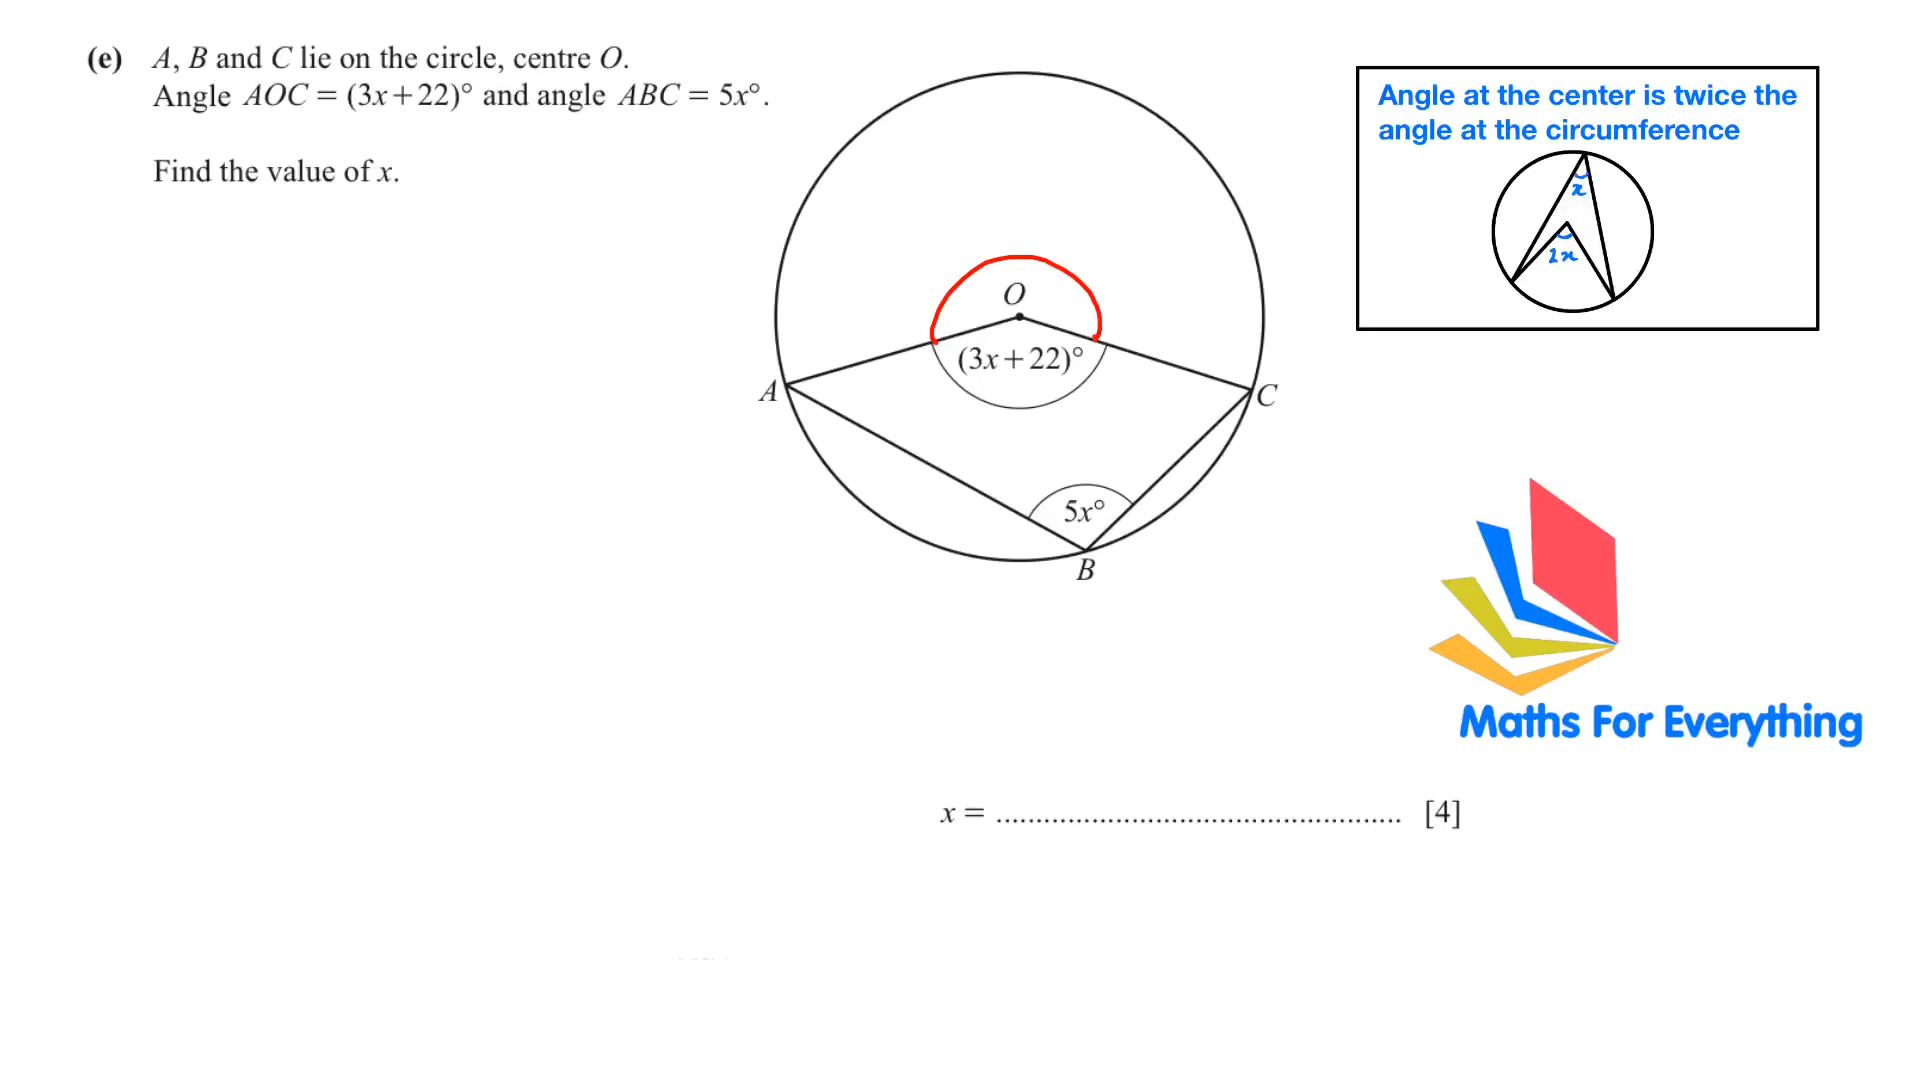 (e) A, B and C lie on the circle, centre O.
Angle AOC = (3x+22)° and angle ABC = 5x°.
Find the value of x.
Angle at the center is twice the
angle at the circumference
x
2x
O
(3x+22)°
A
C
5x°
B
Maths For Everything
x = .................................................. [4]